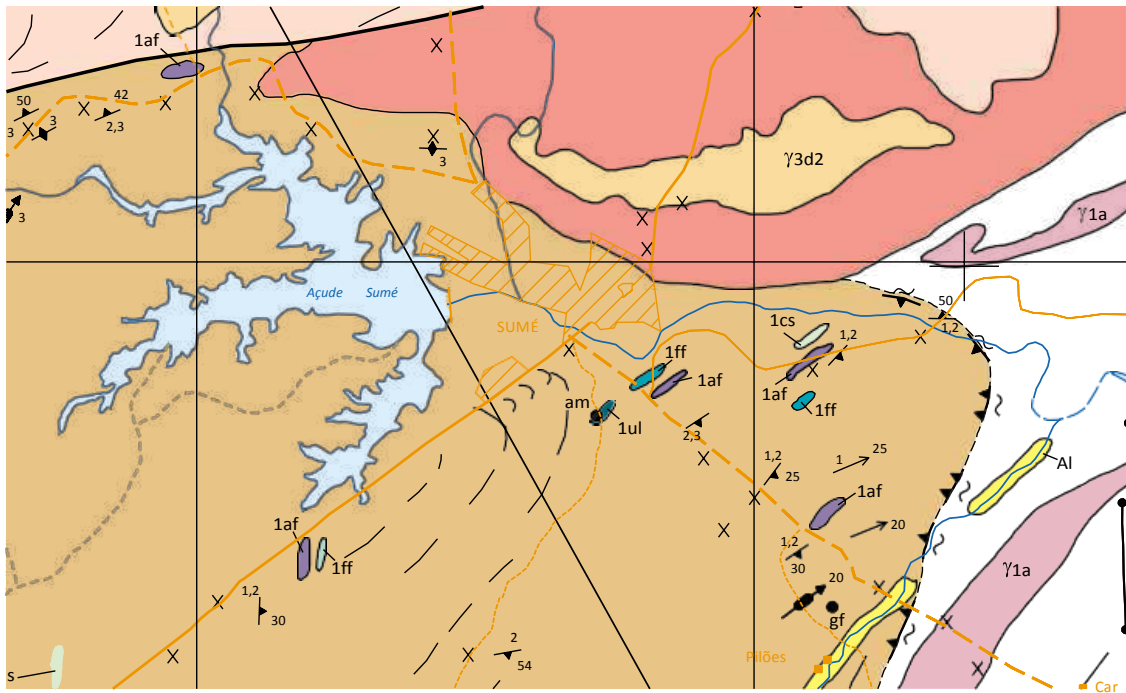 1af
50
42
3
3
2,3
3
3
γ3d2
γ1a
Açude Sumé
SUMÉ
50
1,2
1cs
1,2
1ff
1af
1af
1ff
am
1ul
2,3
1,2
25
1
25
Al
1af
20
1af
1ff
1,2
30
20
gf
γ1a
1,2
30
2
54
Pilões
s
Car